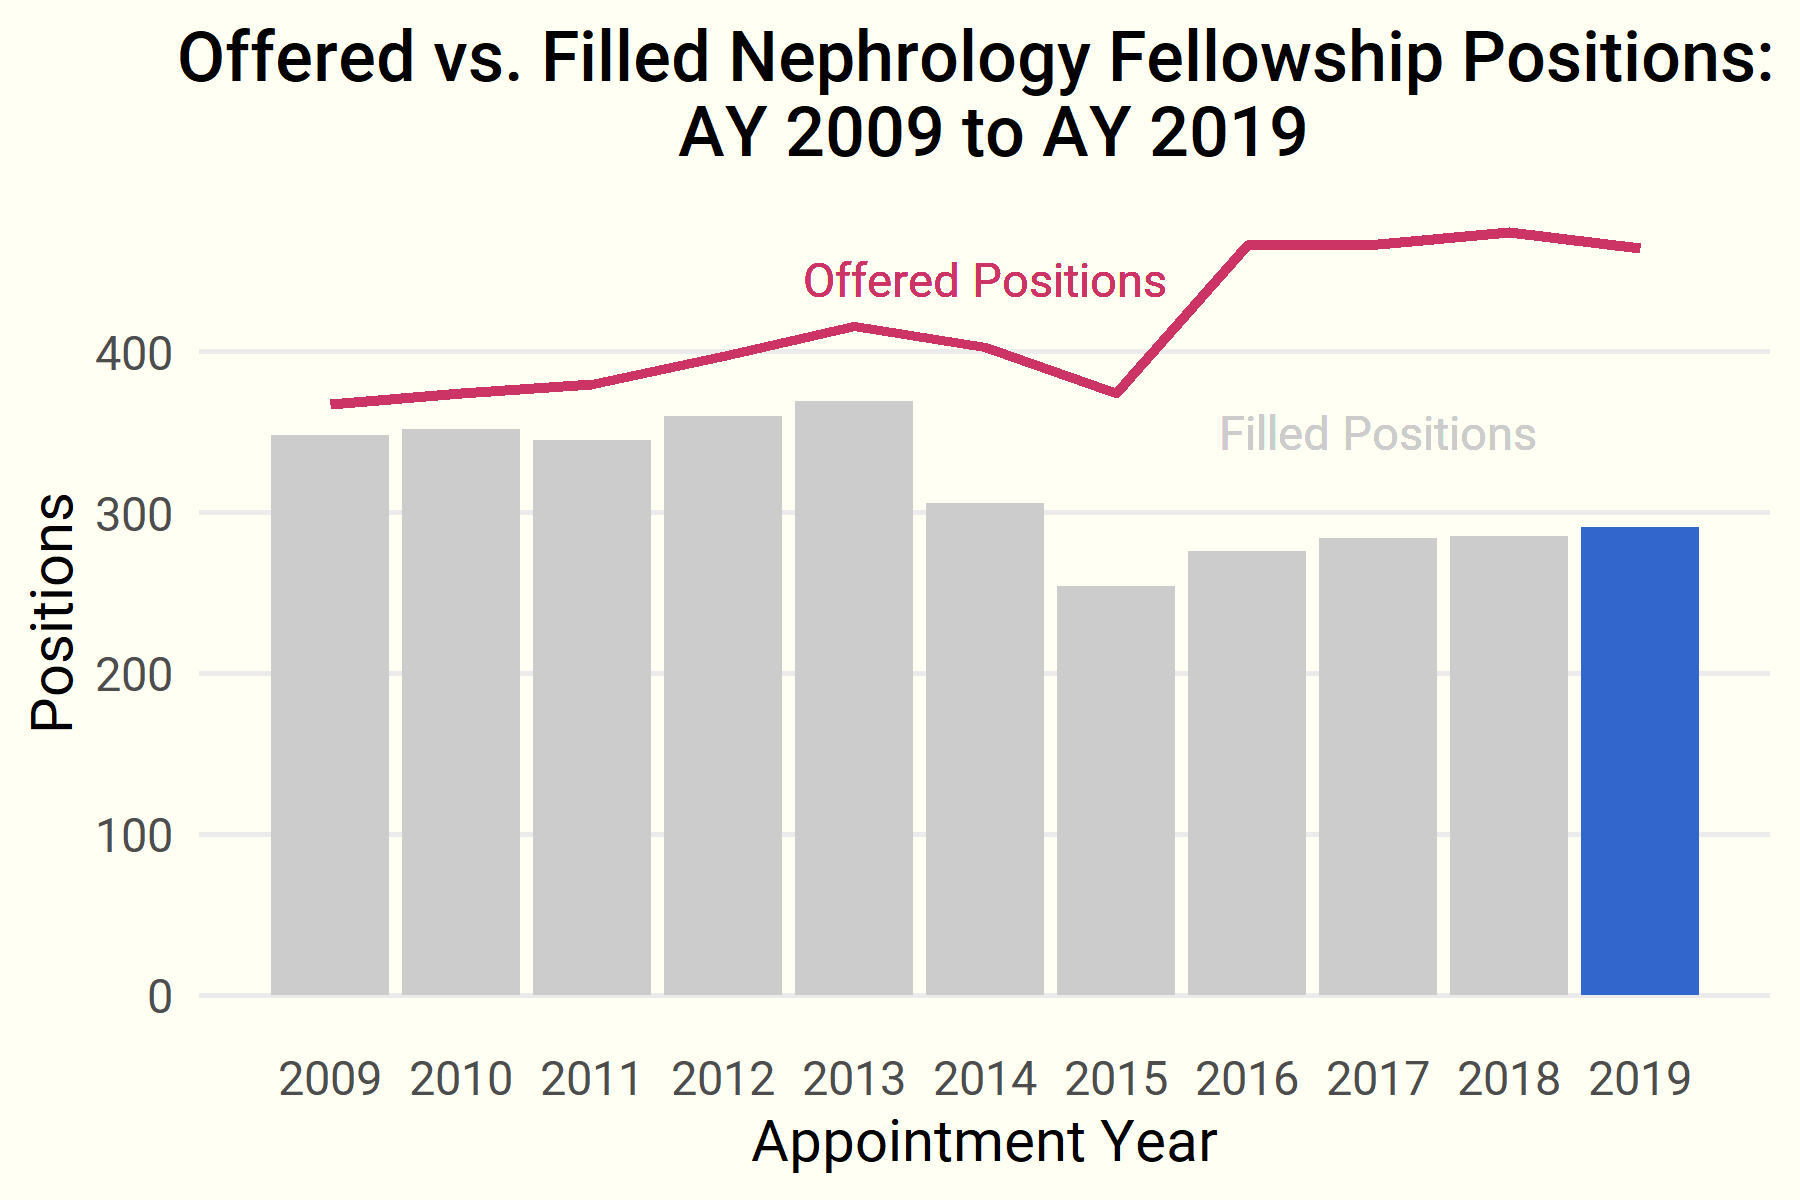 Offered vs. Filled Nephrology Fellowship Positions:
AY 2009 to AY 2019
Offered Positions
Filled Positions
400
300
200
100
0
Positions
2009 2010 2011 2012 2013 2014 2015 2016 2017 2018 2019
Appointment Year